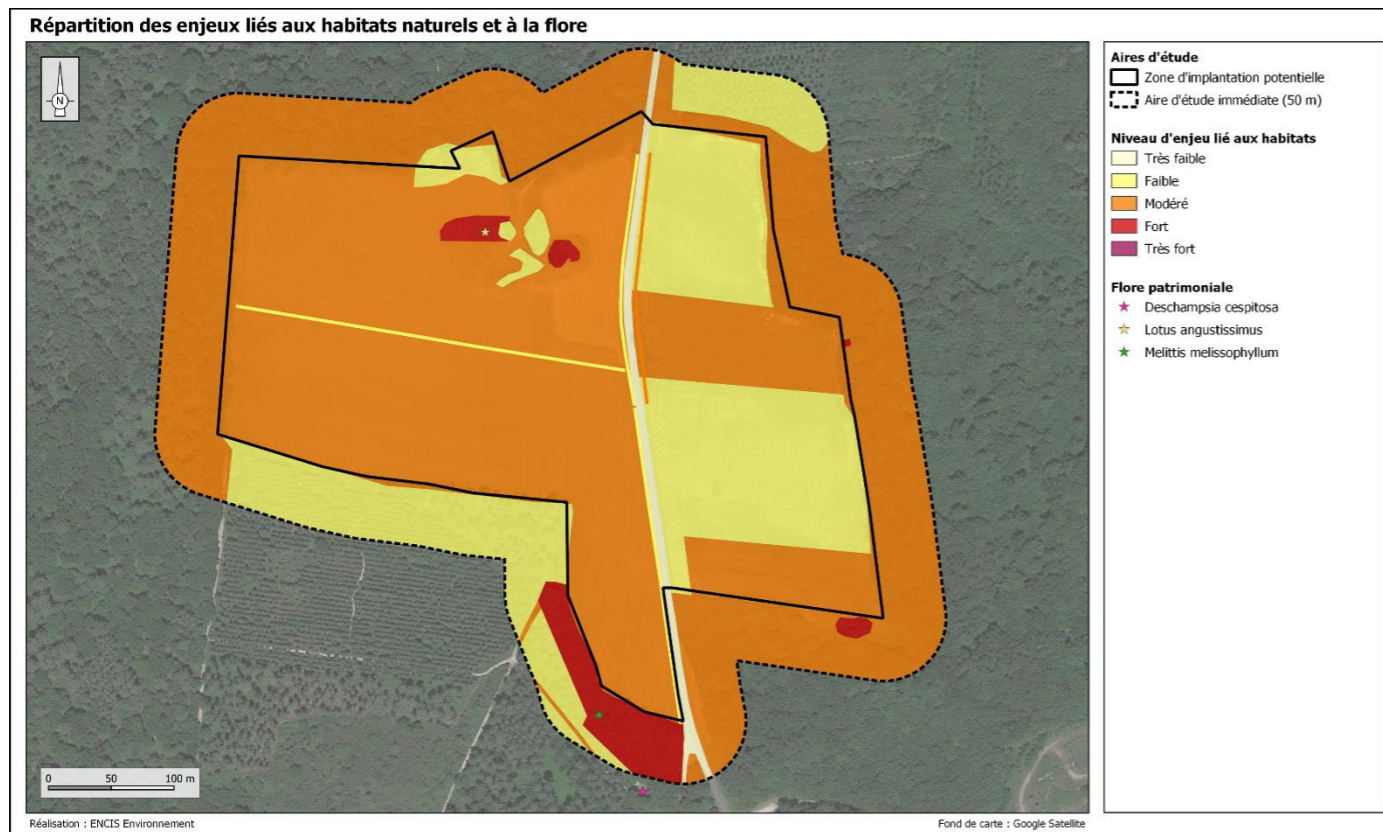 Répartition des enjeux liés aux habitats naturels et à la flore
N
0 50 100 m
Réalisation : ENCIS Environnement
Fond de carte : Google Satellite
Aires d'étude
Zone d'implantation potentielle
Aire d'étude immédiate (50 m)
Niveau d'enjeu lié aux habitats
Très faible
Faible
Modéré
Fort
Très fort
Flore patrimoniale
Deschampsia cespitosa
Lotus angustissimus
Melittis melissophyllum